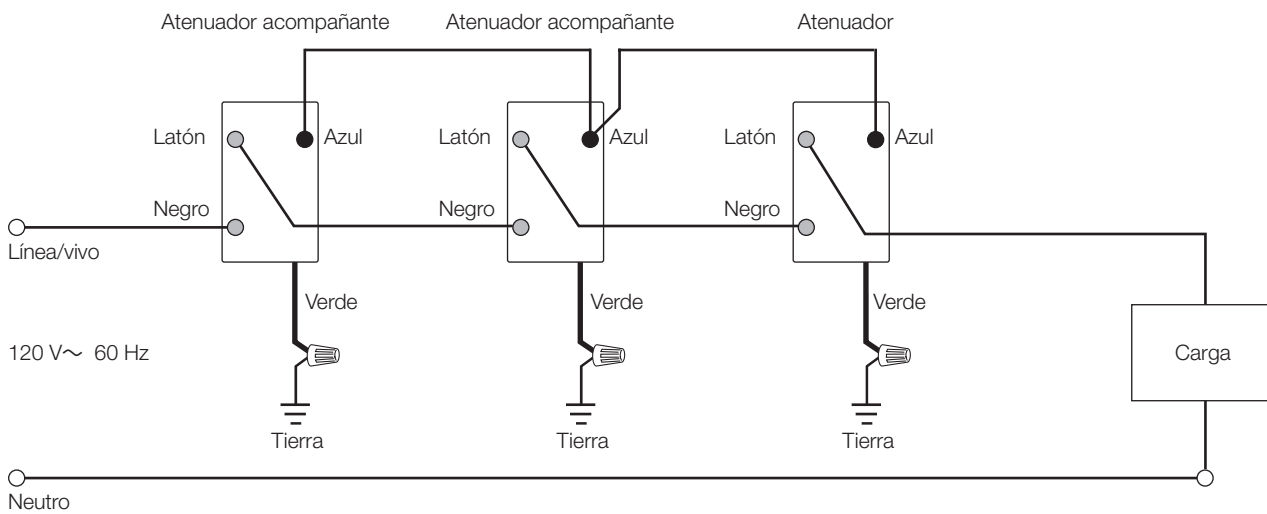 Atenuador acompañante
Atenuador acompañante
Atenuador
Latón
Azul
Latón
Azul
Latón
Azul
Negro
Negro
Negro
Línea/vivo
Verde
Verde
Verde
120 V～ 60 Hz
Carga
Tierra
Tierra
Tierra
Neutro